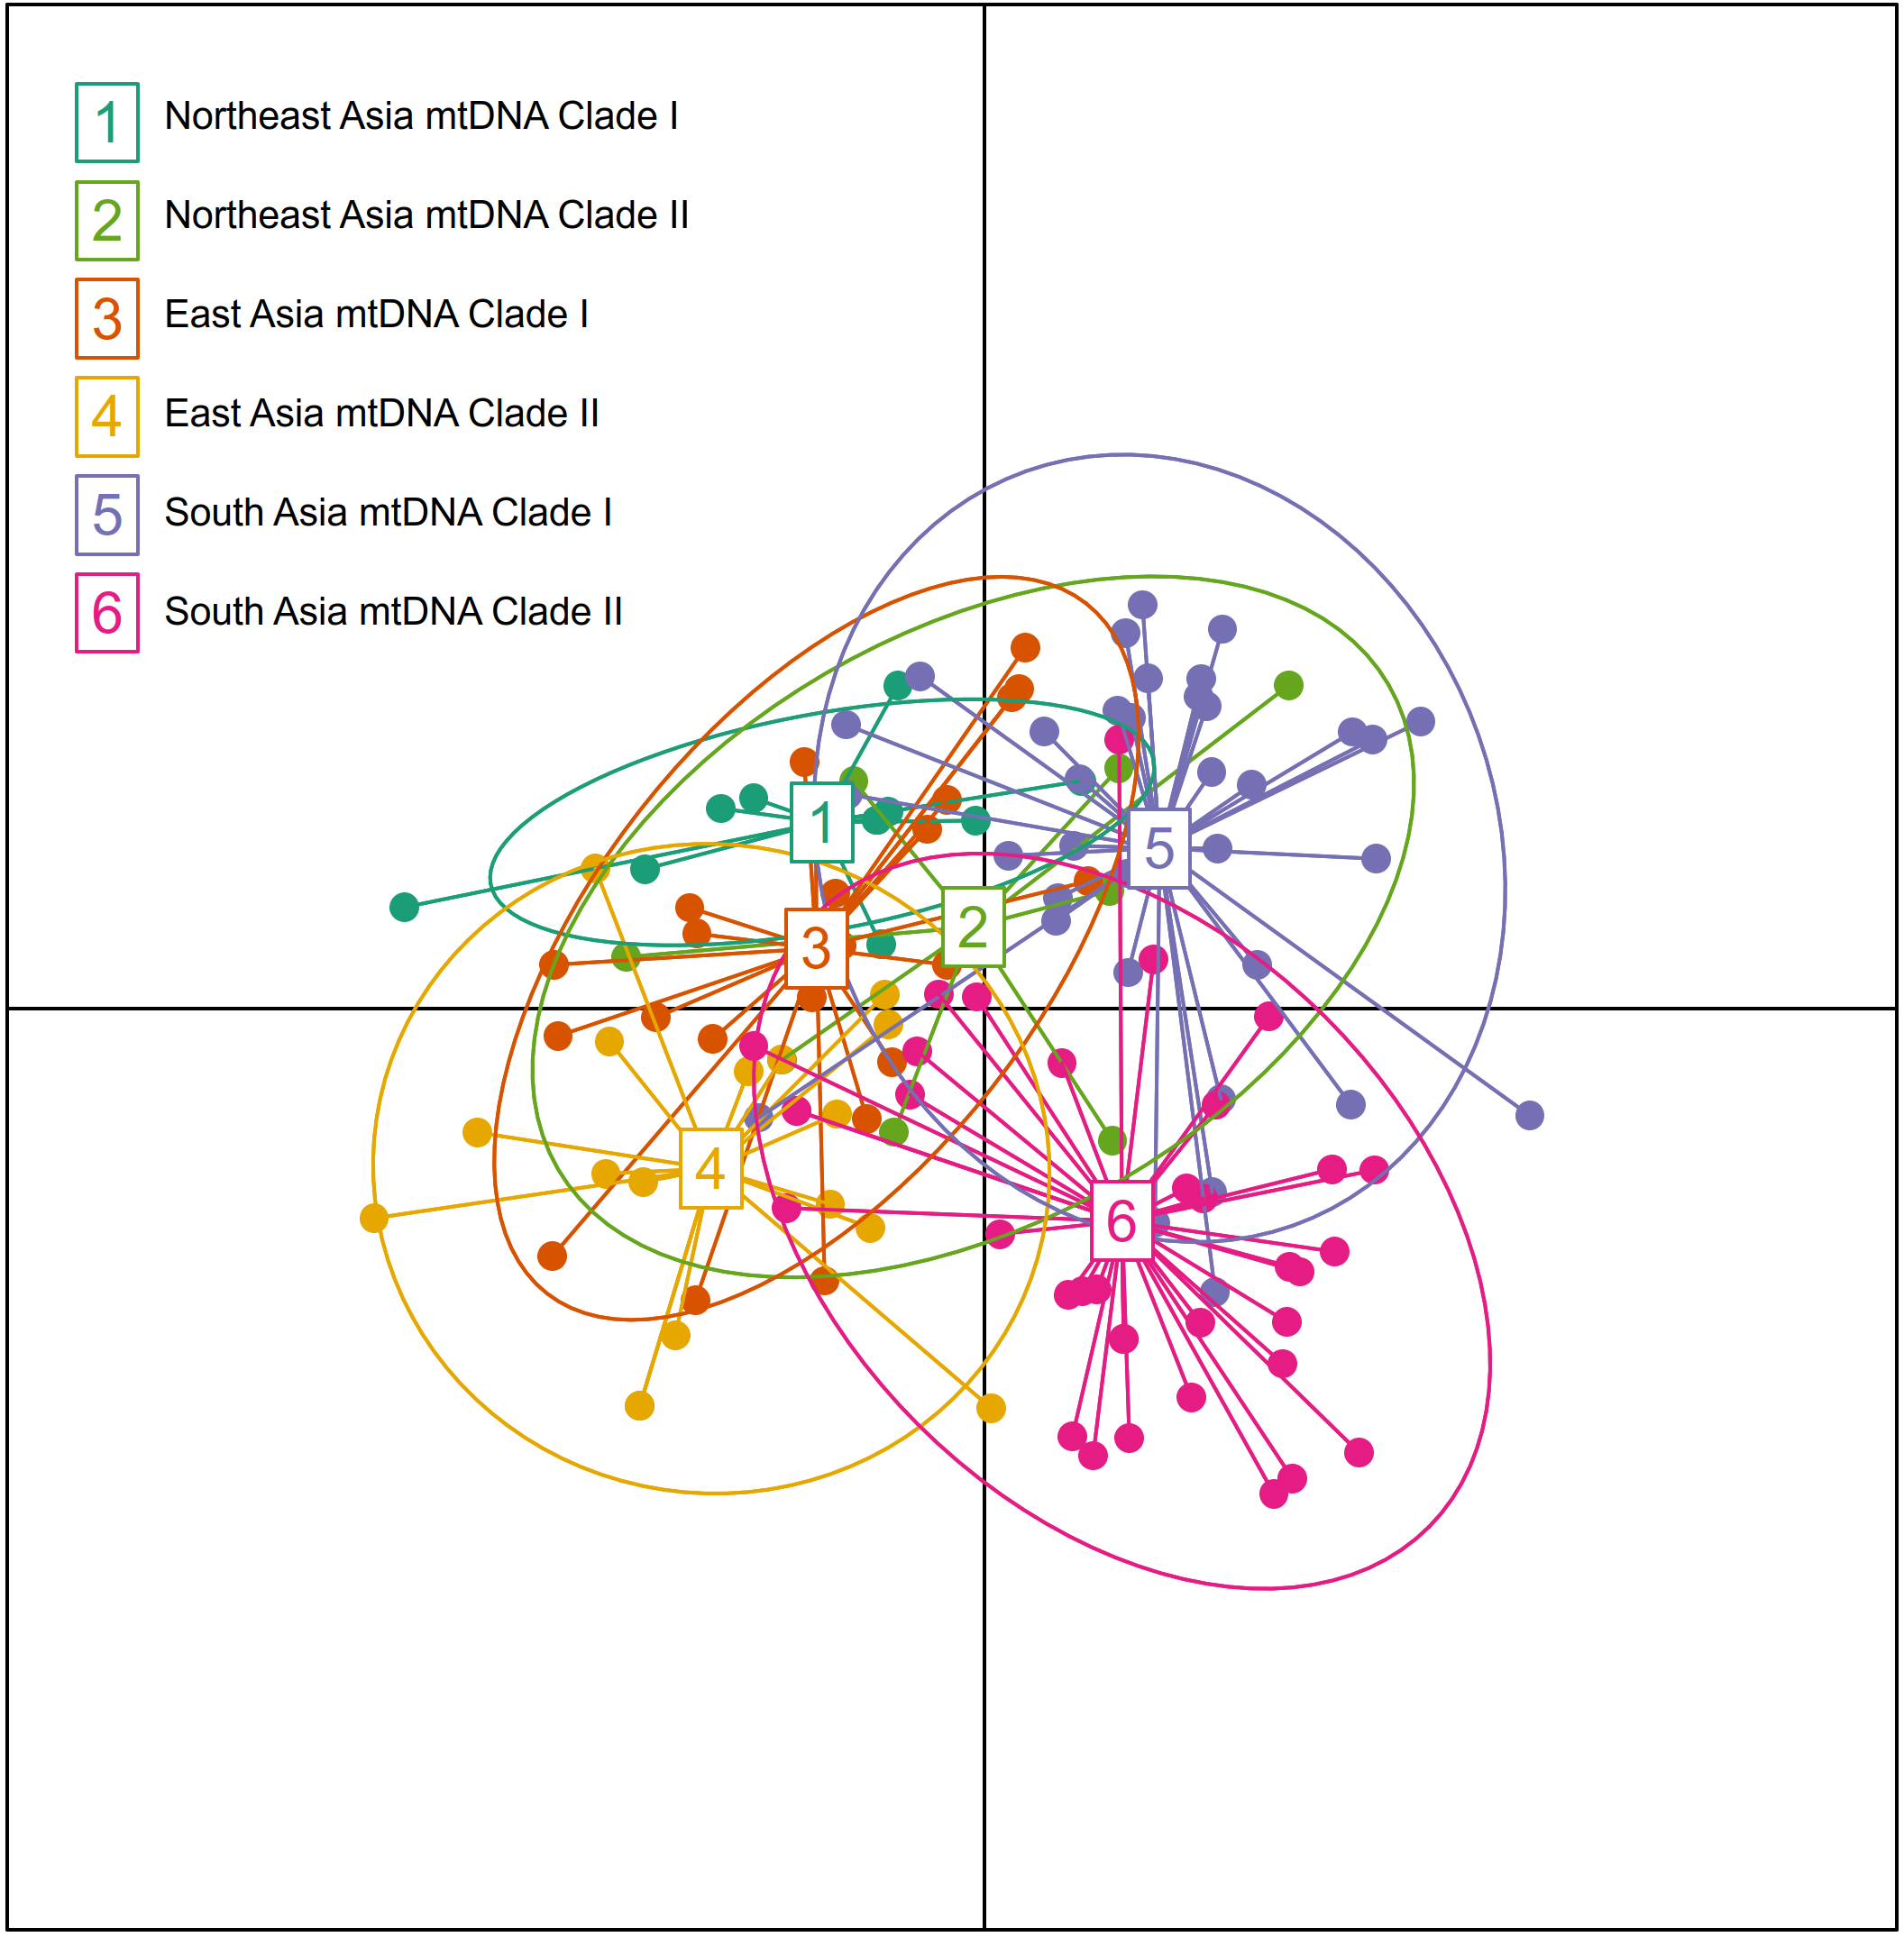 1 Northeast Asia mtDNA Clade I
2 Northeast Asia mtDNA Clade II
3 East Asia mtDNA Clade I
4 East Asia mtDNA Clade II
5 South Asia mtDNA Clade I
6 South Asia mtDNA Clade II
1
5
2
3
4
6